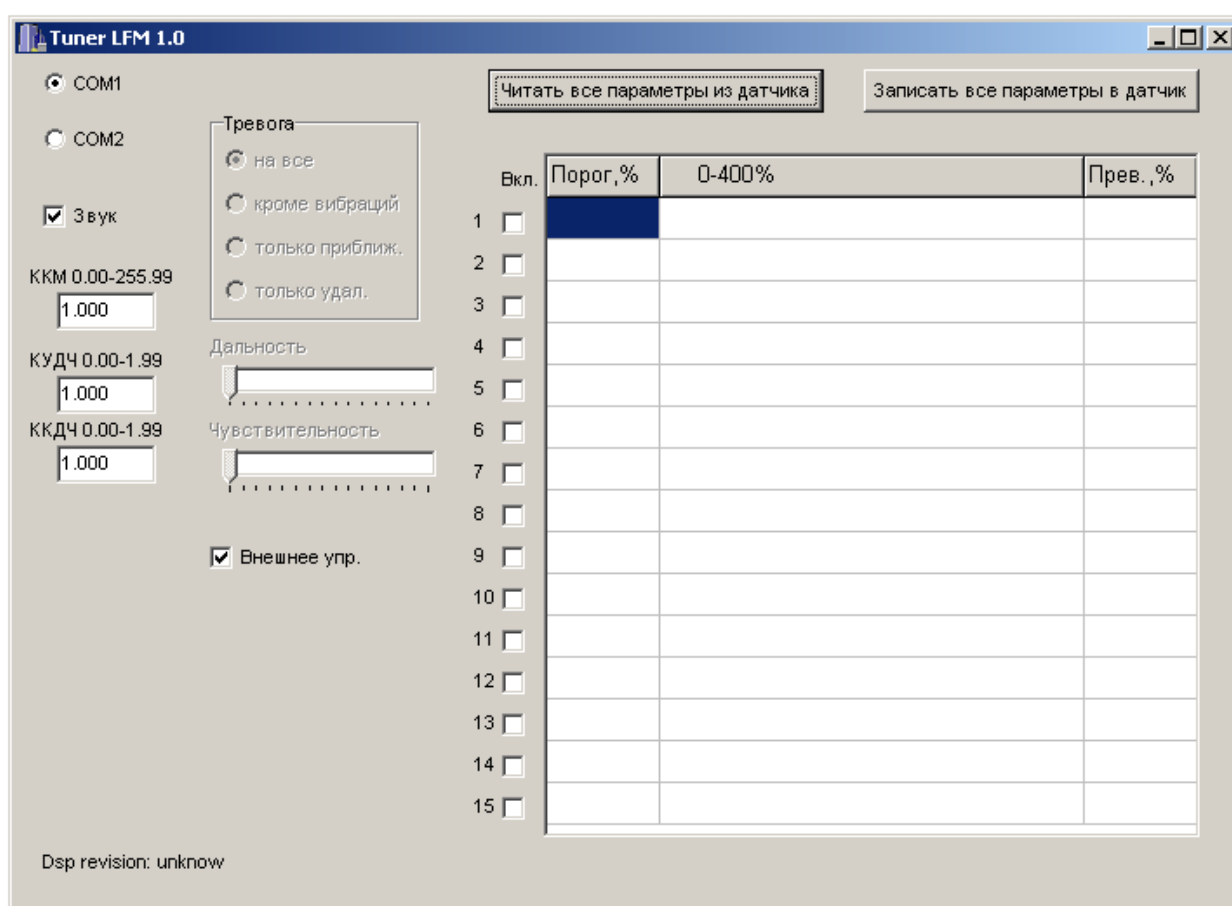 Tuner LFM 1.0
COM1
COM2
Звук
ККМ 0.00-255.99
1.000
КУДЧ 0.00-1.99
1.000
ККДЧ 0.00-1.99
1.000
Тревога
на все
кроме вибраций
только приближ.
только удал.
Дальность
Чувствительность
Внешнее упр.
Читать все параметры из датчика
Записать все параметры в датчик
Вкл. Порог,% 0-400% Прев.,%
1
2
3
4
5
6
7
8
9
10
11
12
13
14
15
Dsp revision: unknow